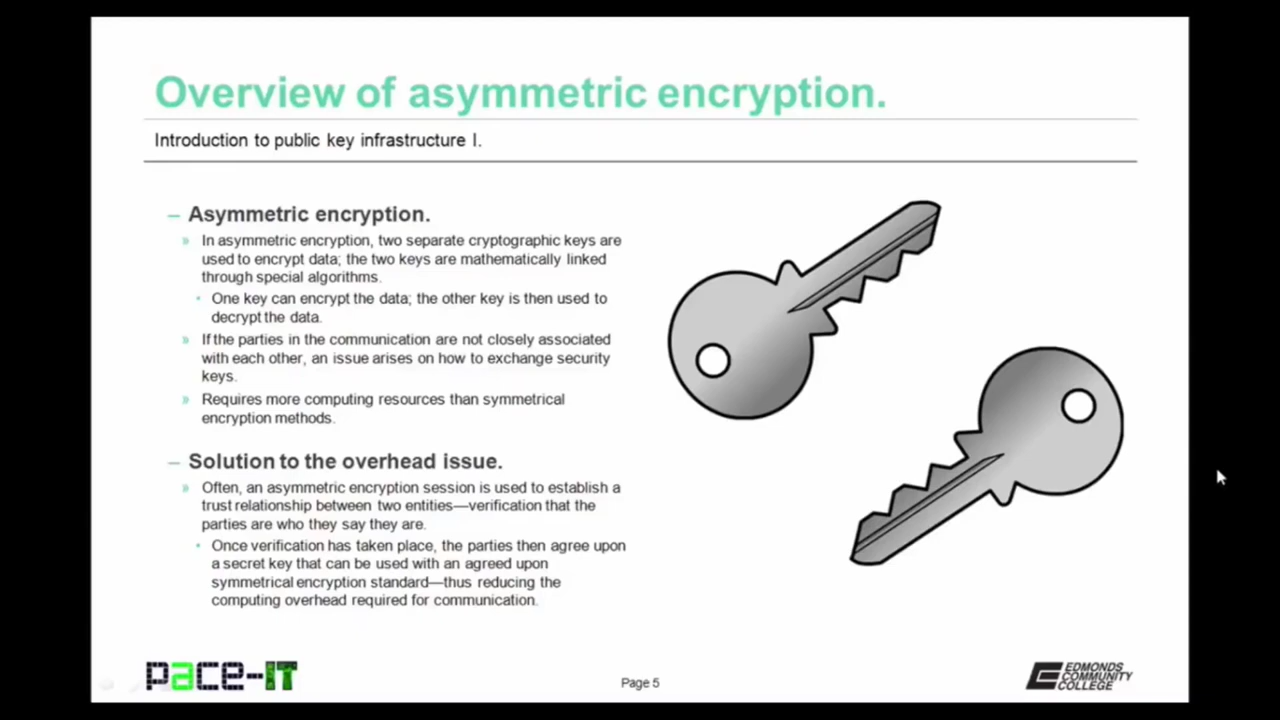 Overview of asymmetric encryption.
Introduction to public key infrastructure I.
– Asymmetric encryption.
» In asymmetric encryption, two separate cryptographic keys are
used to encrypt data; the two keys are mathematically linked
through special algorithms.
• One key can encrypt the data; the other key is then used to
decrypt the data.
» If the parties in the communication are not closely associated
with each other, an issue arises on how to exchange security
keys.
» Requires more computing resources than symmetrical
encryption methods.
– Solution to the overhead issue.
» Often, an asymmetric encryption session is used to establish a
trust relationship between two entities—verification that the
parties are who they say they are.
• Once verification has taken place, the parties then agree upon
a secret key that can be used with an agreed upon
symmetrical encryption standard—thus reducing the
computing overhead required for communication.
pace-IT
Page 5
EDMONDS
COMMUNITY
COLLEGE